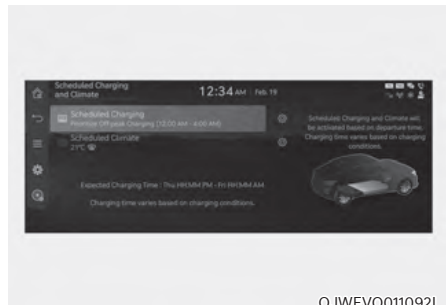 Scheduled Charging
and Climate
12:34 AM Feb. 19
Scheduled Charging
Prioritize Off-peak Charging (12:00 AM - 4:00 AM)
Scheduled Climate
21°C
Expected Charging Time : Thu HH:MM PM - Fri HH:MM AM
Charging time varies based on charging conditions.
Scheduled Charging and Climate will
be activated based on departure time.
Charging time varies based on charging
conditions.
OJWEVQ011092L